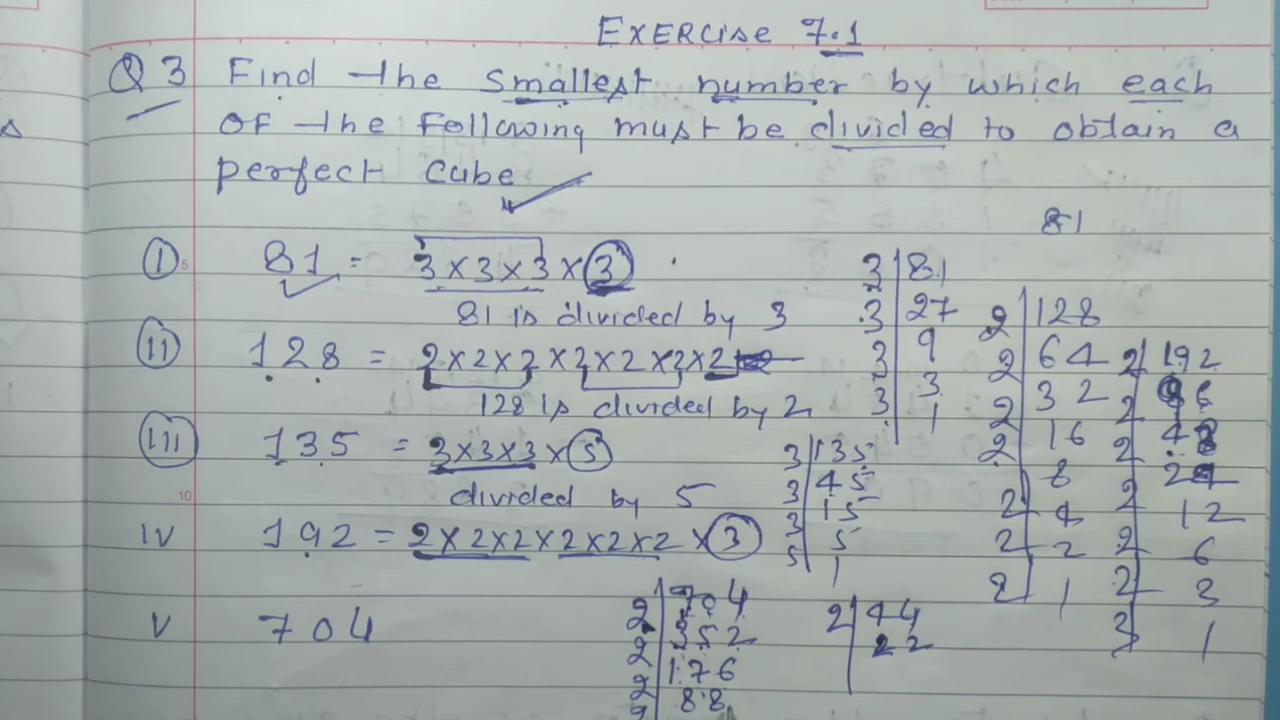 Exercise 7.1
Q3 Find the smallest number by which each
of the following must be divided to obtain a
perfect cube
81
(i) 81 = 3×3×3×3
81 is divided by 3
(ii) 128 = 2×2×2×2×2×2×2
128 is divided by 2
(iii) 135 = 3×3×3×5
divided by 5
iv 192 = 2×2×2×2×2×2×3
v 704
3 81
3 27
3 9
3 3
1
2 128
2 64
2 32
2 16
8
2 4
2 2
2 1
2 192
2 96
2 48
2 24
12
2 6
2 3
3 1
3 135
3 45
3 15
5 5
1
2 704
2 352
2 176
88
2 44
22